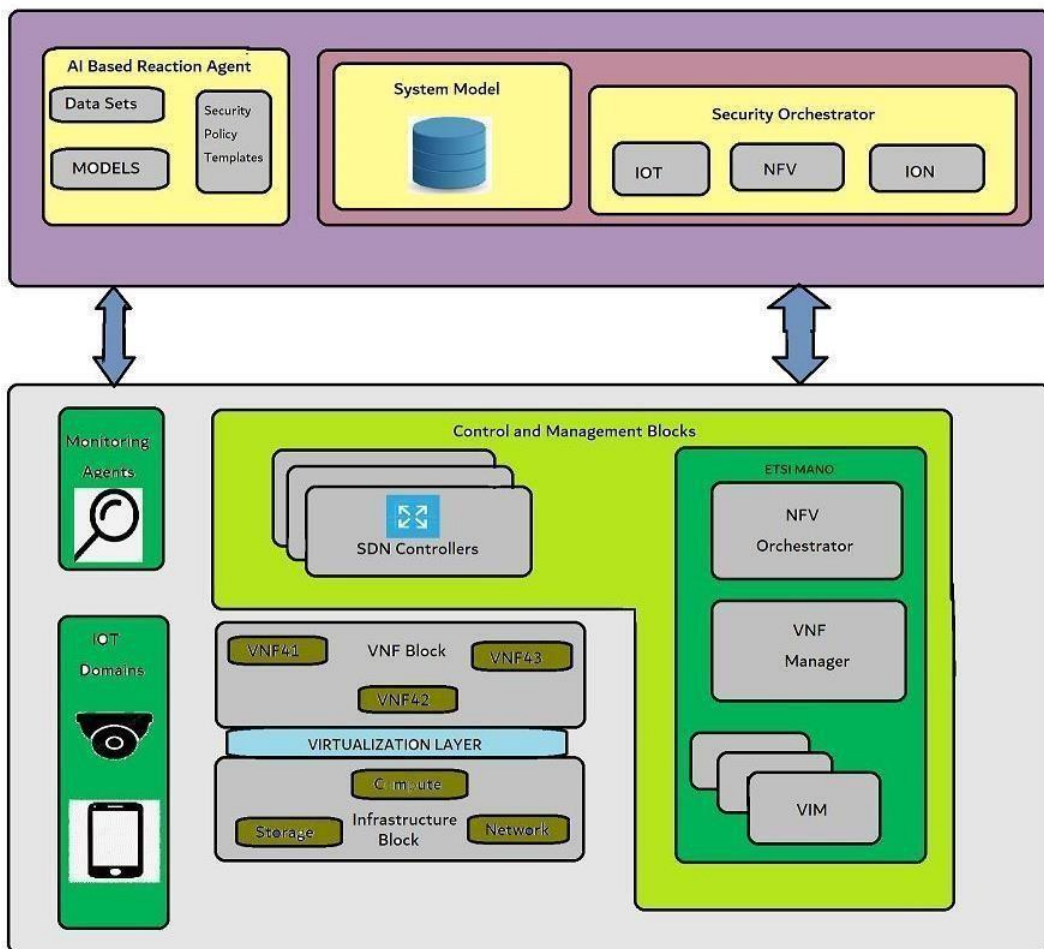 AI Based Reaction Agent
Data Sets
MODELS
Security
Policy
Templates
System Model
Security Orchestrator
IOT
NFV
ION
Monitoring
Agents
Control and Management Blocks
SDN Controllers
ETSI MANO
NFV
Orchestrator
VNF
Manager
VIM
IOT
Domains
VNF41
VNF Block
VNF43
VNF42
VIRTUALIZATION LAYER
Compute
Storage
Infrastructure
Block
Network